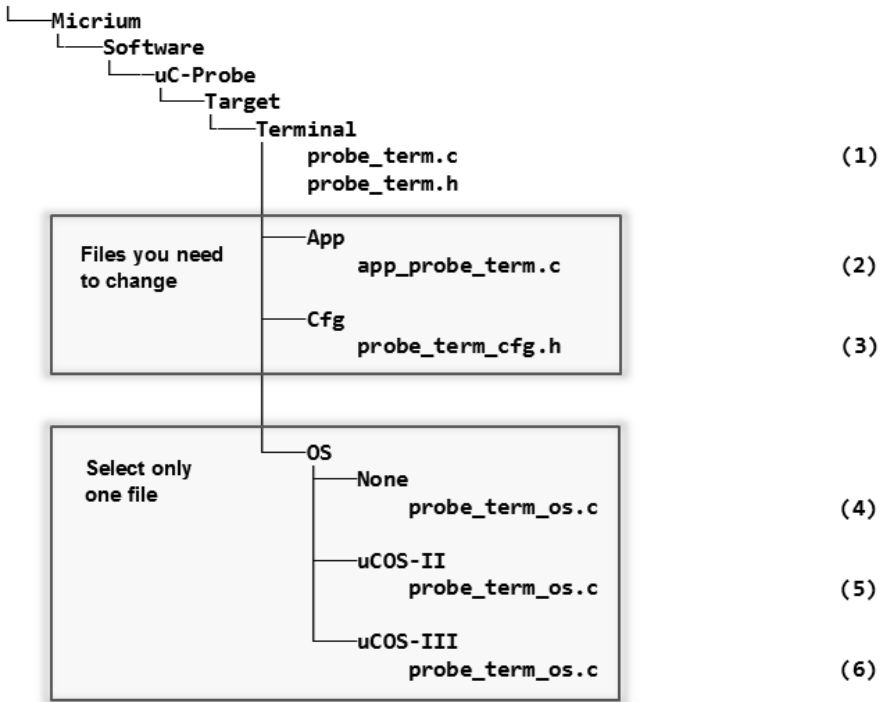 Micrium
Software
uC-Probe
Target
Terminal
probe_term.c (1)
probe_term.h
Files you need
to change
App
app_probe_term.c (2)
Cfg
probe_term_cfg.h (3)
Select only
one file
OS
None
probe_term_os.c (4)
uCOS-II
probe_term_os.c (5)
uCOS-III
probe_term_os.c (6)